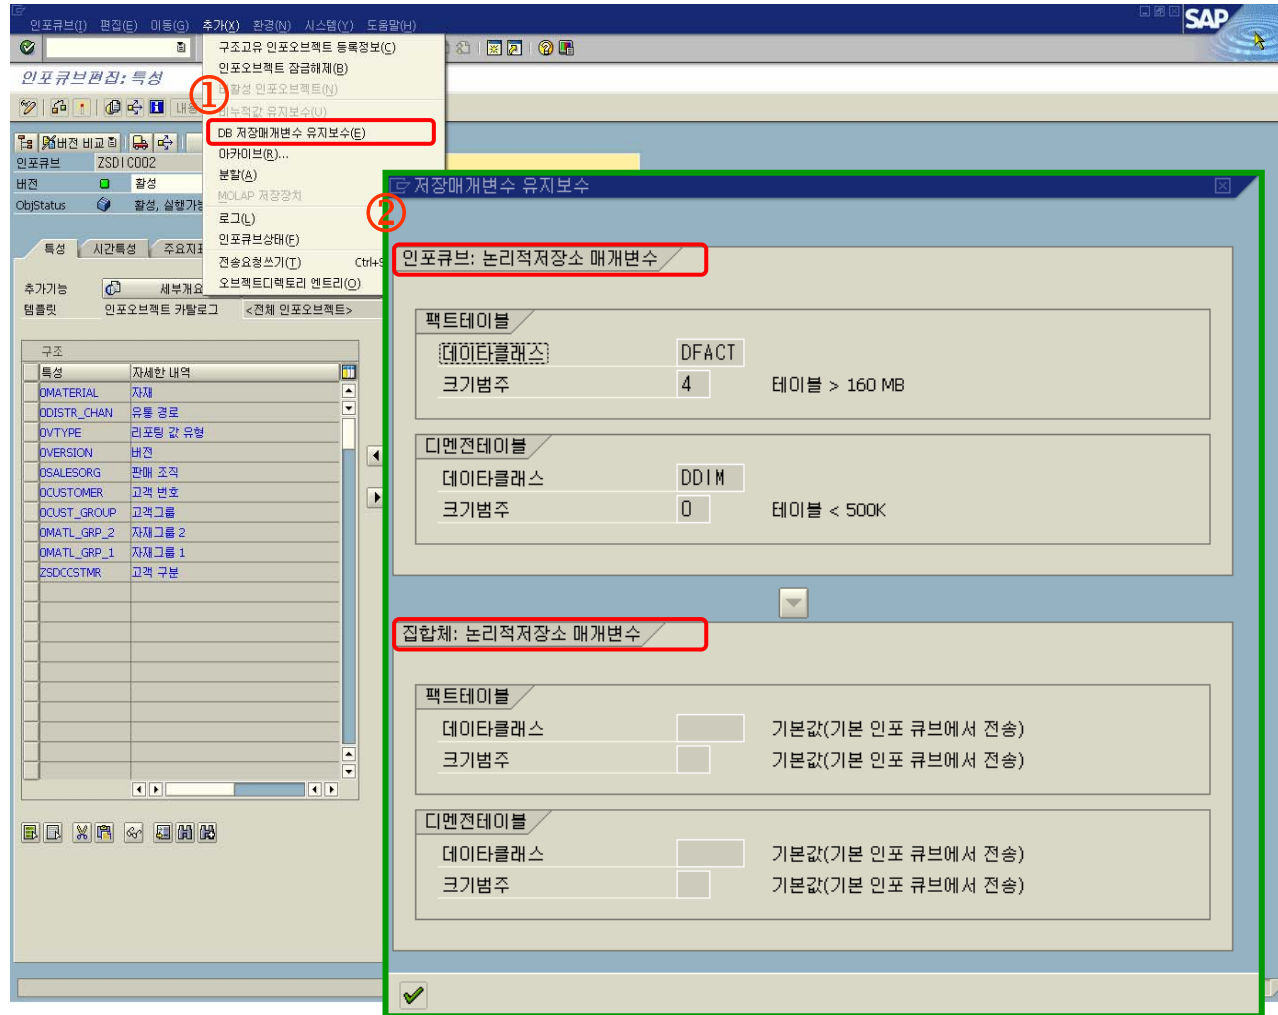 인포큐브(I) 편집(E) 이동(G) 추가(X) 환경(N) 시스템(Y) 도움말(H)
SAP
인포큐브편집: 특성
구조고유 인포오브젝트 등록정보(C)
인포오브젝트 잠금해제(B)
활성 인포오브젝트(N)
비누적값 유지보수(U)
DB 저장매개변수 유지보수(E)
아카이브(R)...
분할(A)
MOLAP 저장장치
로그(L)
인포큐브상태(F)
전송요청쓰기(T) Ctrl+S
오브젝트디렉토리 엔트리(O)
①
버전 비교
인포큐브 ZSDIC002
버전 활성
ObjStatus 활성, 실행가능
특성 시간특성 주요지표
추가기능 세부개요
템플릿 인포오브젝트 카탈로그 <전체 인포오브젝트>
구조
특성 자세한 내역
0MATERIAL 자재
0DISTR_CHAN 유통 경로
0VTYPE 리포팅 값 유형
0VERSION 버전
0SALESORG 판매 조직
0CUSTOMER 고객 번호
0CUST_GROUP 고객그룹
0MATL_GRP_2 자재그룹 2
0MATL_GRP_1 자재그룹 1
ZSDCCSTMR 고객 구분
②
저장매개변수 유지보수
인포큐브: 논리적저장소 매개변수
팩트테이블
데이타클래스 DFACT
크기범주 4 테이블 > 160 MB
디멘전테이블
데이타클래스 DDIM
크기범주 0 테이블 < 500K
집합체: 논리적저장소 매개변수
팩트테이블
데이타클래스 기본값(기본 인포 큐브에서 전송)
크기범주 기본값(기본 인포 큐브에서 전송)
디멘전테이블
데이타클래스 기본값(기본 인포 큐브에서 전송)
크기범주 기본값(기본 인포 큐브에서 전송)